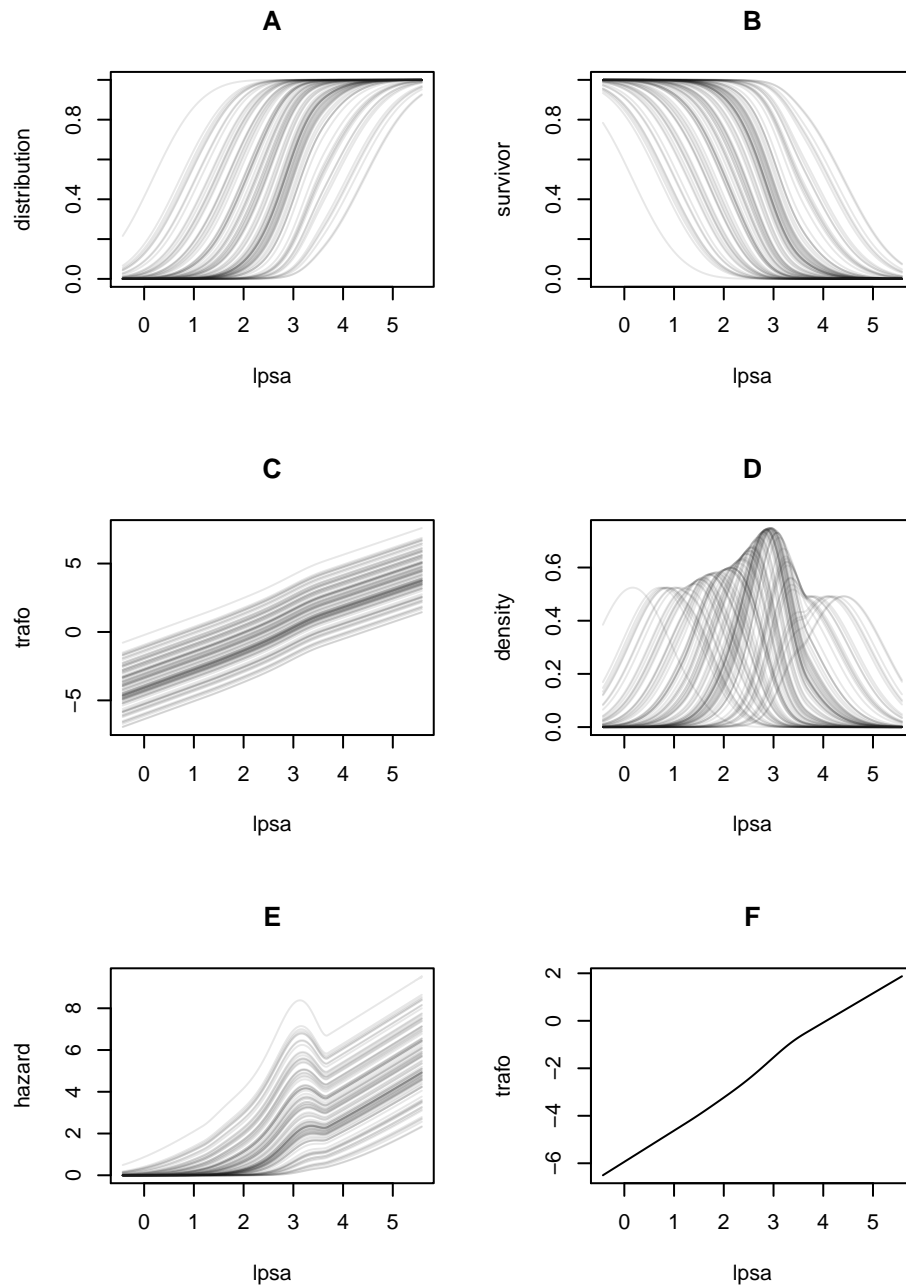 A
distribution
0.0 0.4 0.8
0 1 2 3 4 5
lpsa
B
survivor
0.0 0.4 0.8
0 1 2 3 4 5
lpsa
C
trafo
−5 0 5
0 1 2 3 4 5
lpsa
D
density
0.0 0.2 0.4 0.6
0 1 2 3 4 5
lpsa
E
hazard
0 2 4 6 8
0 1 2 3 4 5
lpsa
F
trafo
−6 −4 −2 0 2
0 1 2 3 4 5
lpsa